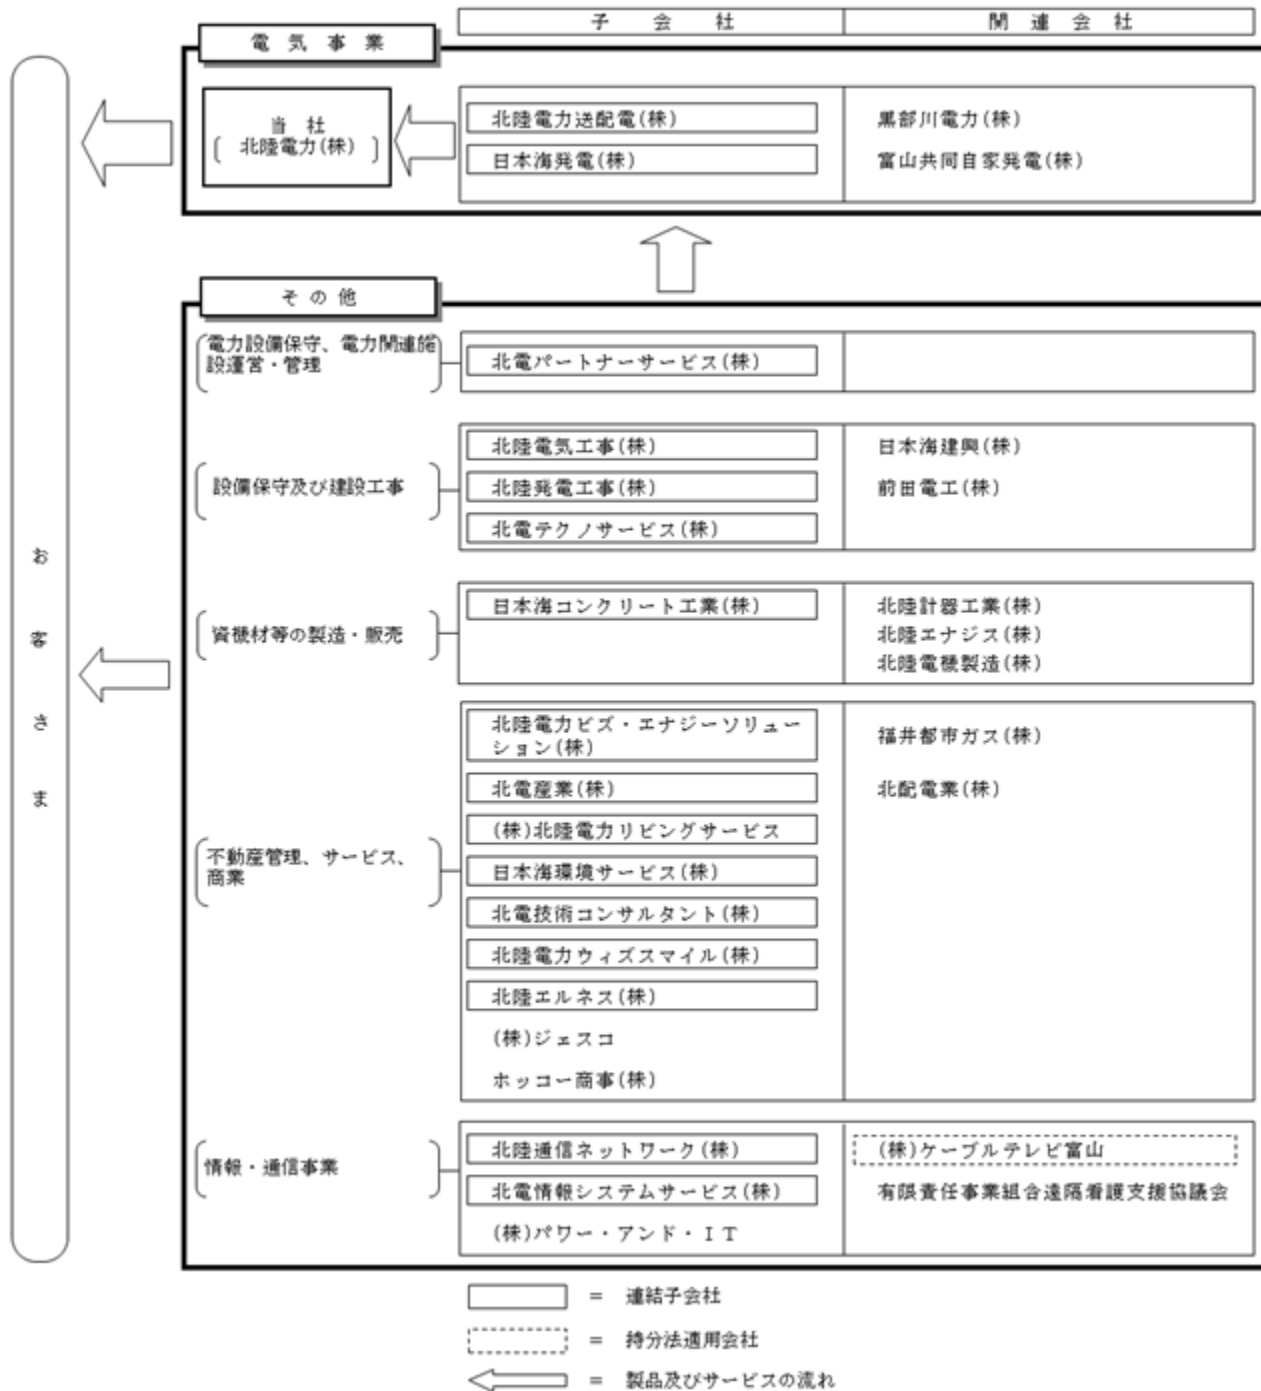 子会社 関連会社
電気事業
当社
北陸電力(株)
北陸電力送配電(株)
日本海発電(株)
黒部川電力(株)
富山共同自家発電(株)
その他
電力設備保守、電力関連施
設運営・管理
北電パートナーサービス(株)
設備保守及び建設工事
北陸電気工事(株)
北陸発電工事(株)
北電テクノサービス(株)
日本海建興(株)
前田電工(株)
資機材等の製造・販売
日本海コンクリート工業(株)
北陸計器工業(株)
北陸エナジス(株)
北陸電機製造(株)
不動産管理、サービス、
商業
北陸電力ビズ・エナジーソリュー
ション(株)
北電産業(株)
(株)北陸電力リビングサービス
日本海環境サービス(株)
北電技術コンサルタント(株)
北陸電力ウィズスマイル(株)
北陸エルネス(株)
(株)ジェスコ
ホッコー商事(株)
福井都市ガス(株)
北配電業(株)
情報・通信事業
北陸通信ネットワーク(株)
北電情報システムサービス(株)
(株)パワー・アンド・IT
(株)ケーブルテレビ富山
有限責任事業組合遠隔看護支援協議会
お客さま
= 連結子会社
= 持分法適用会社
= 製品及びサービスの流れ